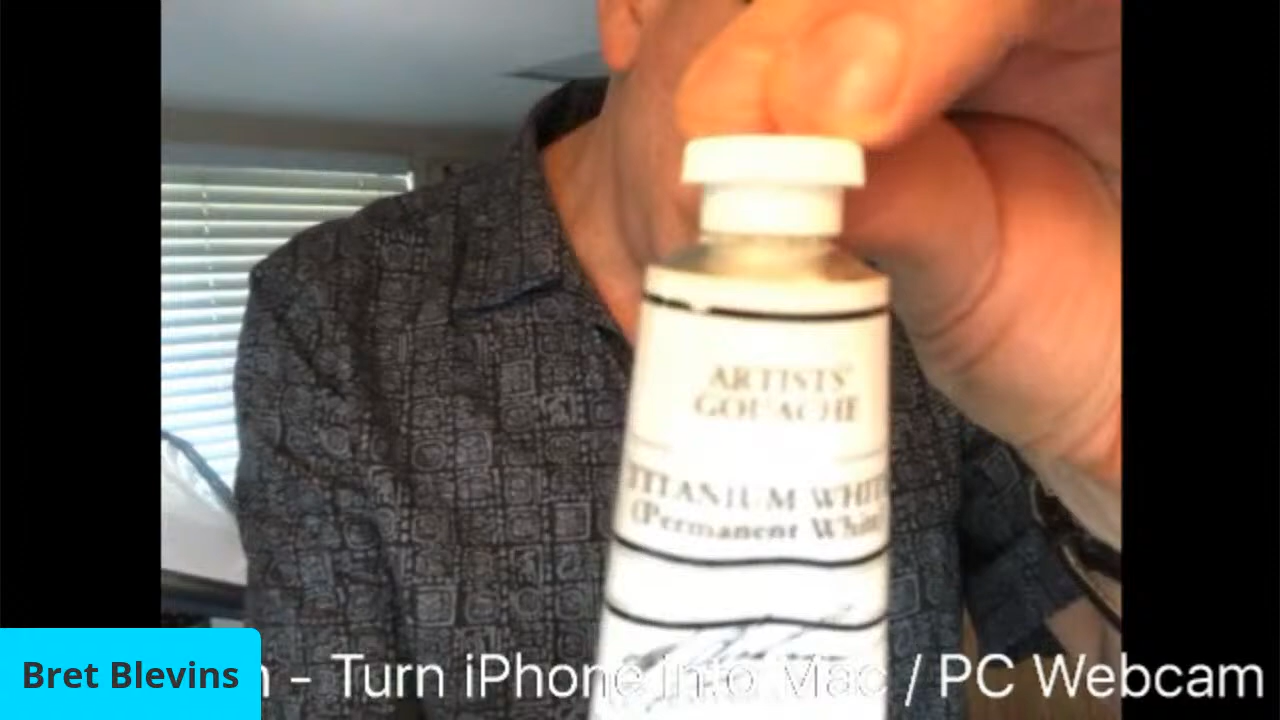 ARTISTS'
GOUACHE
TITANIUM WHITE
(Permanent White)
Bret Blevins
– Turn iPhone into Mac / PC Webcam